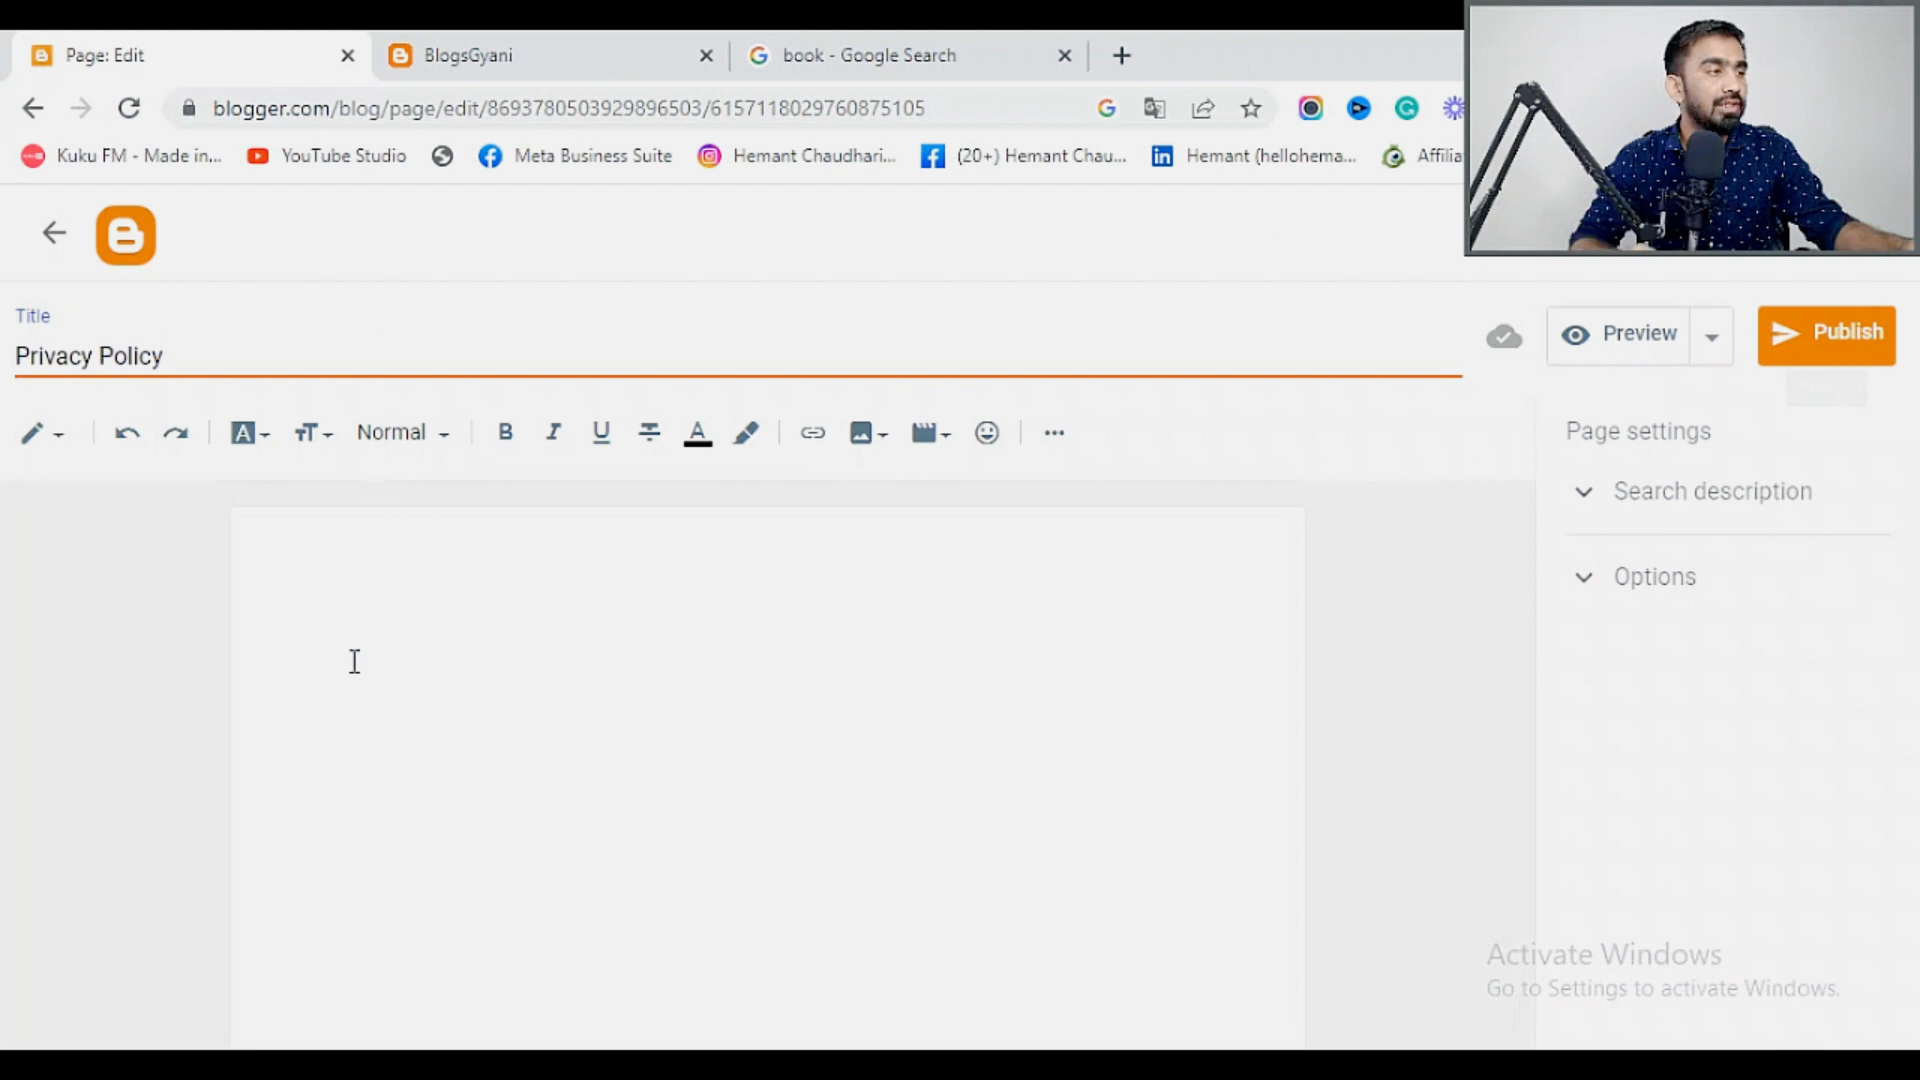 Page: Edit
BlogsGyani
book - Google Search
blogger.com/blog/page/edit/8693780503929896503/6157118029760875105
Kuku FM - Made in...
YouTube Studio
Meta Business Suite
Hemant Chaudhari...
(20+) Hemant Chau...
Hemant (hellohema...
Affilia
Title
Privacy Policy
Preview
Publish
Normal
Page settings
Search description
Options
Activate Windows
Go to Settings to activate Windows.